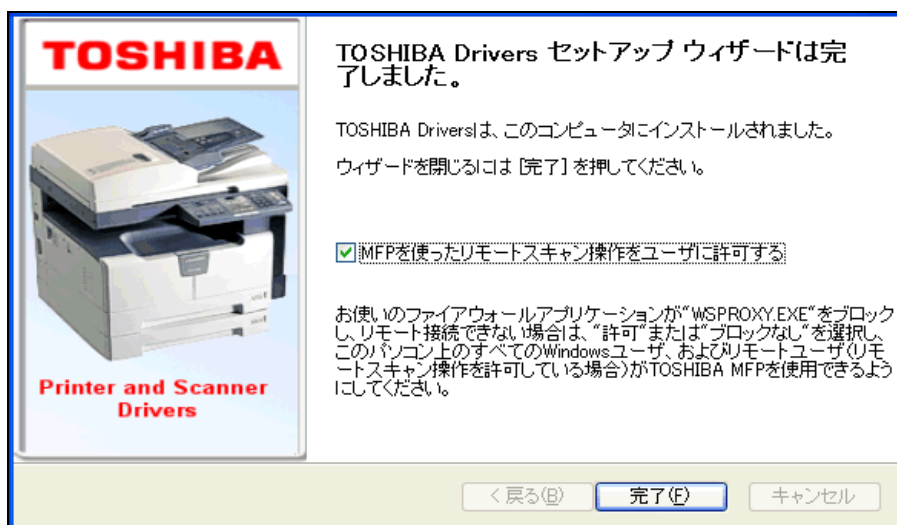 TOSHIBA
Printer and Scanner
Drivers
TOSHIBA Drivers セットアップ ウィザードは完
了しました。
TOSHIBA Driversは、このコンピュータにインストールされました。
ウィザードを閉じるには [完了] を押してください。
MFPを使ったリモートスキャン操作をユーザに許可する
お使いのファイアウォールアプリケーションが“WSPROXY.EXE”をブロック
し、リモート接続できない場合は、“許可”または“ブロックなし”を選択し、
このパソコン上のすべてのWindowsユーザ、およびリモートユーザ(リモ
ートスキャン操作を許可している場合)がTOSHIBA MFPを使用できるよう
にしてください。
< 戻る(B)
完了(F)
キャンセル